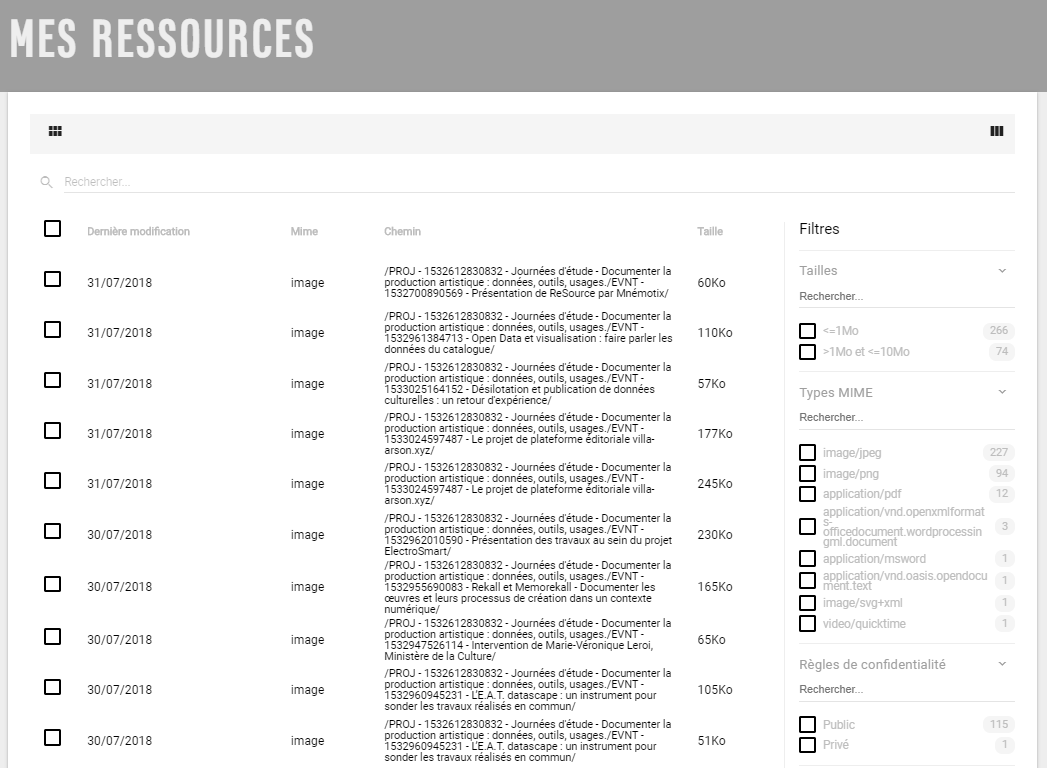 MES RESSOURCES
Rechercher...
Dernière modification Mime Chemin Taille
31/07/2018 image 60Ko
/PROJ - 1532612830832 - Journées d'étude - Documenter la
production artistique : données, outils, usages./EVNT -
1532700890569 - Présentation de ReSource par Mnémotix/
31/07/2018 image 110Ko
/PROJ - 1532612830832 - Journées d'étude - Documenter la
production artistique : données, outils, usages./EVNT -
1532961384713 - Open Data et visualisation : faire parler les
données du catalogue/
31/07/2018 image 57Ko
/PROJ - 1532612830832 - Journées d'étude - Documenter la
production artistique : données, outils, usages./EVNT -
1533025164152 - Désilotation et publication de données
culturelles : un retour d'expérience/
31/07/2018 image 177Ko
/PROJ - 1532612830832 - Journées d'étude - Documenter la
production artistique : données, outils, usages./EVNT -
1533024597487 - Le projet de plateforme éditoriale villa-
arson.xyz/
31/07/2018 image 245Ko
/PROJ - 1532612830832 - Journées d'étude - Documenter la
production artistique : données, outils, usages./EVNT -
1533024597487 - Le projet de plateforme éditoriale villa-
arson.xyz/
30/07/2018 image 230Ko
/PROJ - 1532612830832 - Journées d'étude - Documenter la
production artistique : données, outils, usages./EVNT -
1532962010590 - Présentation des travaux au sein du projet
ElectroSmart/
30/07/2018 image 165Ko
/PROJ - 1532612830832 - Journées d'étude - Documenter la
production artistique : données, outils, usages./EVNT -
1532955690083 - Rekall et Memorekall - Documenter les
œuvres et leurs processus de création dans un contexte
numérique/
30/07/2018 image 65Ko
/PROJ - 1532612830832 - Journées d'étude - Documenter la
production artistique : données, outils, usages./EVNT -
1532947526114 - Intervention de Marie-Véronique Leroi,
Ministère de la Culture/
30/07/2018 image 105Ko
/PROJ - 1532612830832 - Journées d'étude - Documenter la
production artistique : données, outils, usages./EVNT -
1532960945231 - L'E.A.T. datascape : un instrument pour
sonder les travaux réalisés en commun/
30/07/2018 image 51Ko
/PROJ - 1532612830832 - Journées d'étude - Documenter la
production artistique : données, outils, usages./EVNT -
1532960945231 - L'E.A.T. datascape : un instrument pour
sonder les travaux réalisés en commun/
Filtres
Tailles
Rechercher...
<=1Mo 266
>1Mo et <=10Mo 74
Types MIME
Rechercher...
image/jpeg 227
image/png 94
application/pdf 12
application/vnd.openxmlformat
s-
officedocument.wordprocessin 3
gml.document
application/msword 1
application/vnd.oasis.opendocu 1
ment.text
image/svg+xml 1
video/quicktime 1
Règles de confidentialité
Rechercher...
Public 115
Privé 1